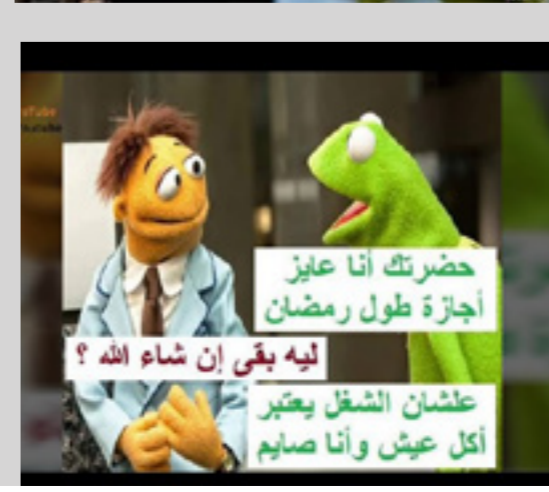 حضرتك أنا عايز
أجازة طول رمضان
ليه بقى إن شاء الله ؟
علشان الشغل يعتبر
أكل عيش وأنا صايم